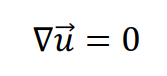 ∇u⃗ = 0